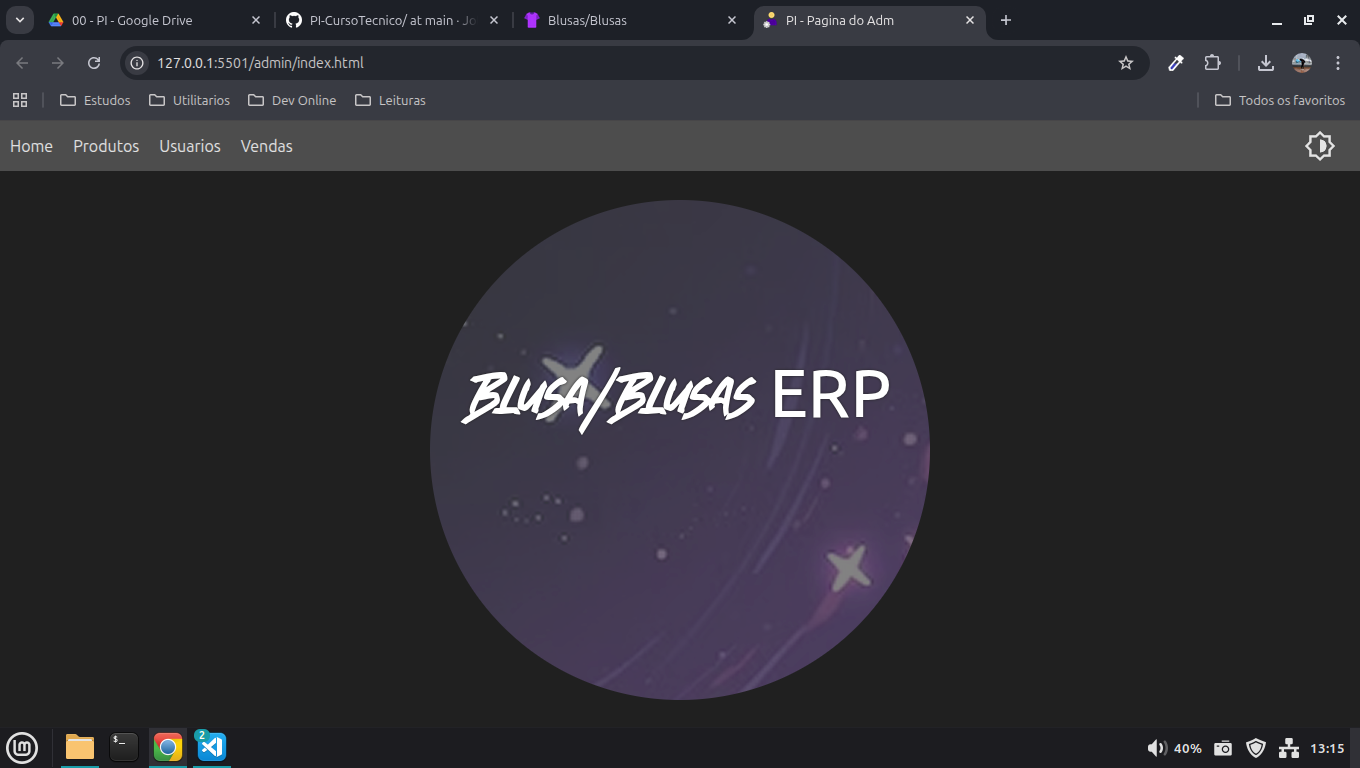 00 - PI - Google Drive
PI-CursoTecnico/ at main · Jo
Blusas/Blusas
PI - Pagina do Adm
127.0.0.1:5501/admin/index.html
Estudos
Utilitarios
Dev Online
Leituras
Todos os favoritos
Home
Produtos
Usuarios
Vendas
Blusa/Blusas ERP
$_
2
40%
13:15